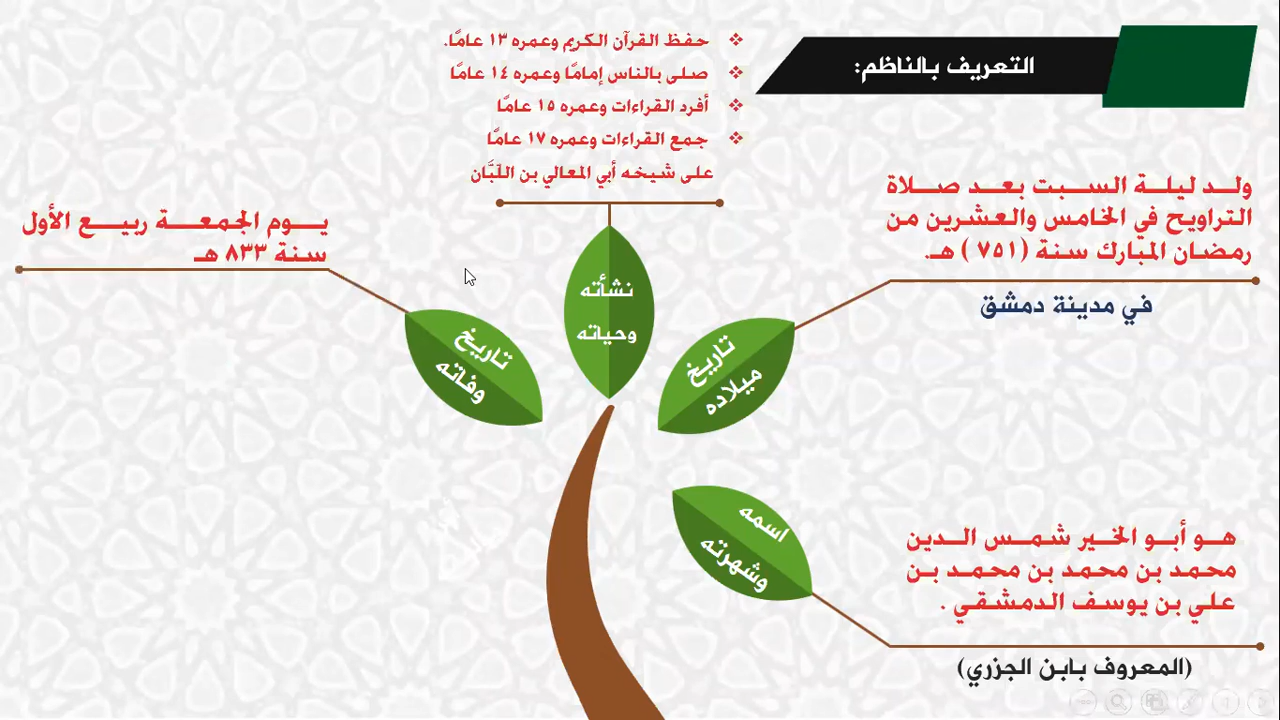 التعريف بالناظم:
❖ حفظ القرآن الكريم وعمره ١٣ عامًا.
❖ صلى بالناس إمامًا وعمره ١٤ عامًا
❖ أفرد القراءات وعمره ١٥ عامًا
❖ جمع القراءات وعمره ١٧ عامًا
على شيخه أبي المعالي بن اللَّبَّان
نشأته
وحياته
ولد ليلة السبت بعد صلاة
التراويح في الخامس والعشرين من
رمضان المبارك سنة (٧٥١ ) هـ.
في مدينة دمشق
تاريخ
ميلاده
يوم الجمعة ربيع الأول
سنة ٨٣٣ هـ
تاريخ
وفاته
اسمه
وشهرته
هو أبو الخير شمس الدين
محمد بن محمد بن محمد بن
علي بن يوسف الدمشقي .
(المعروف بابن الجزري)